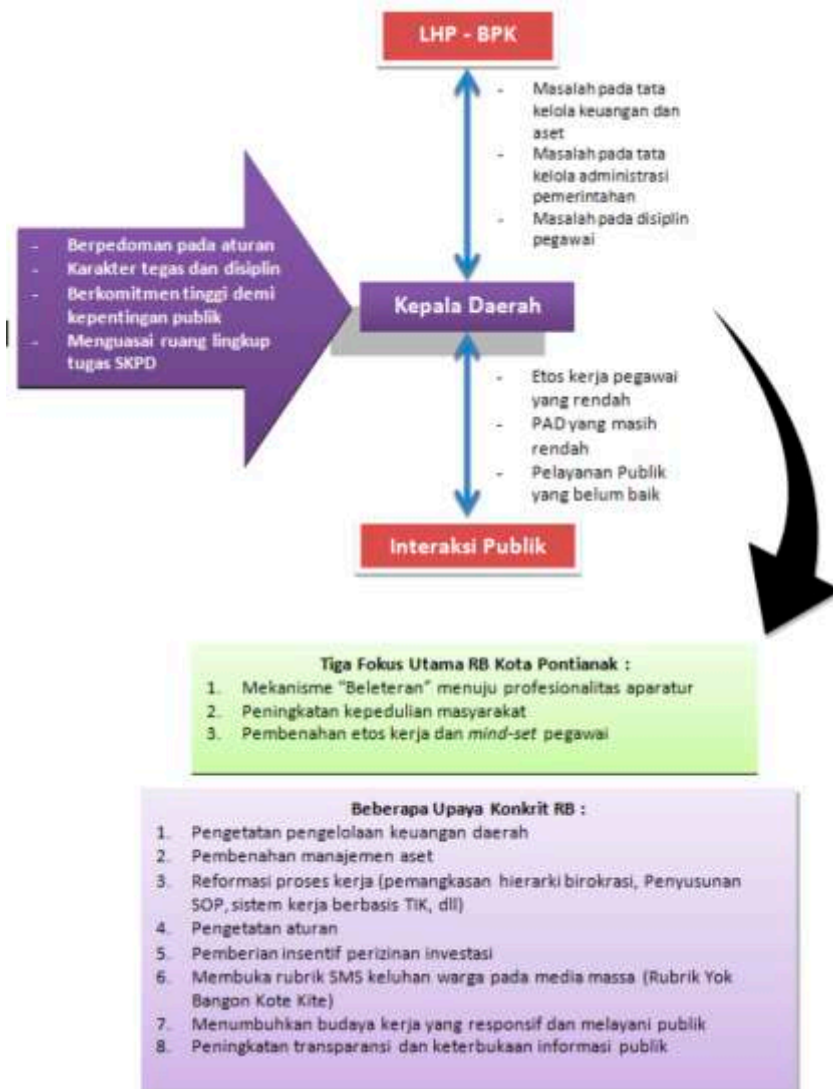 LHP - BPK
- Masalah pada tata
kelola keuangan dan
aset
- Masalah pada tata
kelola administrasi
pemerintahan
- Masalah pada disiplin
pegawai
- Berpedoman pada aturan
- Karakter tegas dan disiplin
- Berkomitmen tinggi demi
kepentingan publik
- Menguasai ruang lingkup
tugas SKPD
Kepala Daerah
- Etos kerja pegawai
yang rendah
- PAD yang masih
rendah
- Pelayanan Publik
yang belum baik
Interaksi Publik
Tiga Fokus Utama RB Kota Pontianak :
1. Mekanisme "Beleteran" menuju profesionalitas aparatur
2. Peningkatan kepedulian masyarakat
3. Pembenahan etos kerja dan mind-set pegawai
Beberapa Upaya Konkrit RB :
1. Pengetatan pengelolaan keuangan daerah
2. Pembenahan manajemen aset
3. Reformasi proses kerja (pemangkasan hierarki birokrasi, Penyusunan
SOP, sistem kerja berbasis TIK, dll)
4. Pengetatan aturan
5. Pemberian insentif perizinan investasi
6. Membuka rubrik SMS keluhan warga pada media massa (Rubrik Yok
Bangon Kote Kite)
7. Menumbuhkan budaya kerja yang responsif dan melayani publik
8. Peningkatan transparansi dan keterbukaan informasi publik